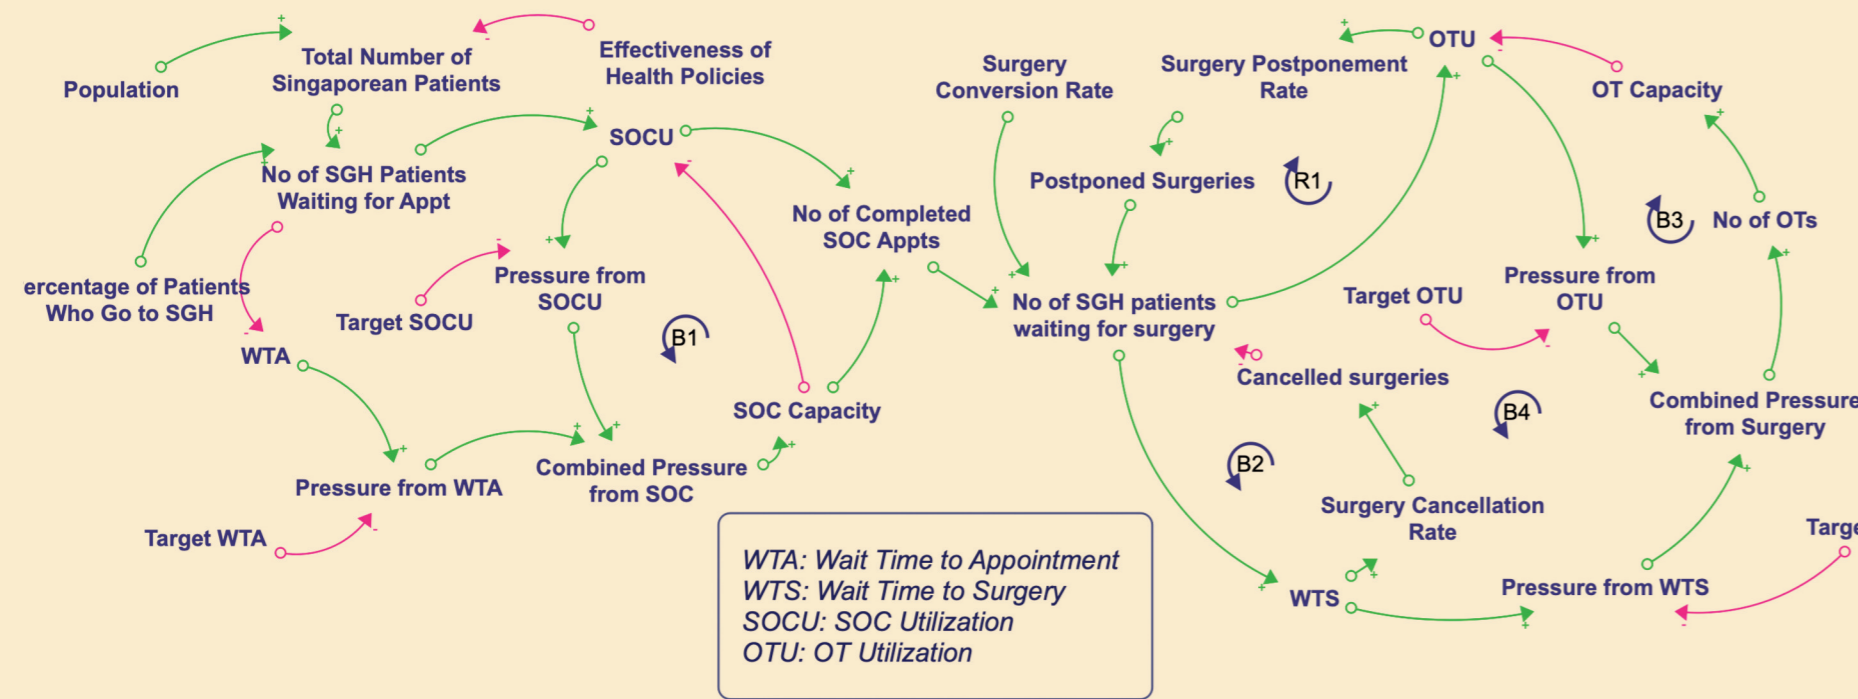 Population
Total Number of
Singaporean Patients
Effectiveness of
Health Policies
No of SGH Patients
Waiting for Appt
ercentage of Patients
Who Go to SGH
WTA
Target WTA
Pressure from WTA
SOCU
Target SOCU
Pressure from
SOCU
B1
Combined Pressure
from SOC
SOC Capacity
No of Completed
SOC Appts
Surgery
Conversion Rate
Surgery Postponement
Rate
Postponed Surgeries
R1
No of SGH patients
waiting for surgery
OTU
OT Capacity
B3
No of OTs
Pressure from
OTU
Target OTU
Cancelled surgeries
B4
Combined Pressure
from Surgery
B2
Surgery Cancellation
Rate
WTS
Pressure from WTS
Targe
WTA: Wait Time to Appointment
WTS: Wait Time to Surgery
SOCU: SOC Utilization
OTU: OT Utilization